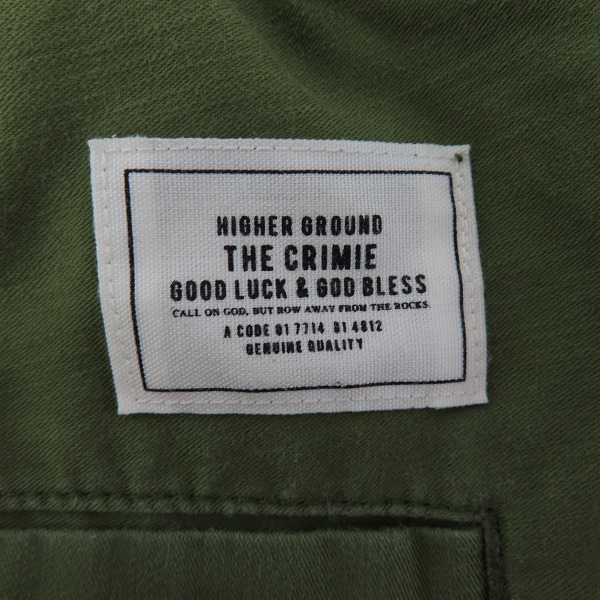 HIGHER GROUND
THE CRIMIE
GOOD LUCK & GOD BLESS
CALL ON GOD, BUT ROW AWAY FROM THE ROCKS.
A CODE 01 7714 01 4812
GENUINE QUALITY